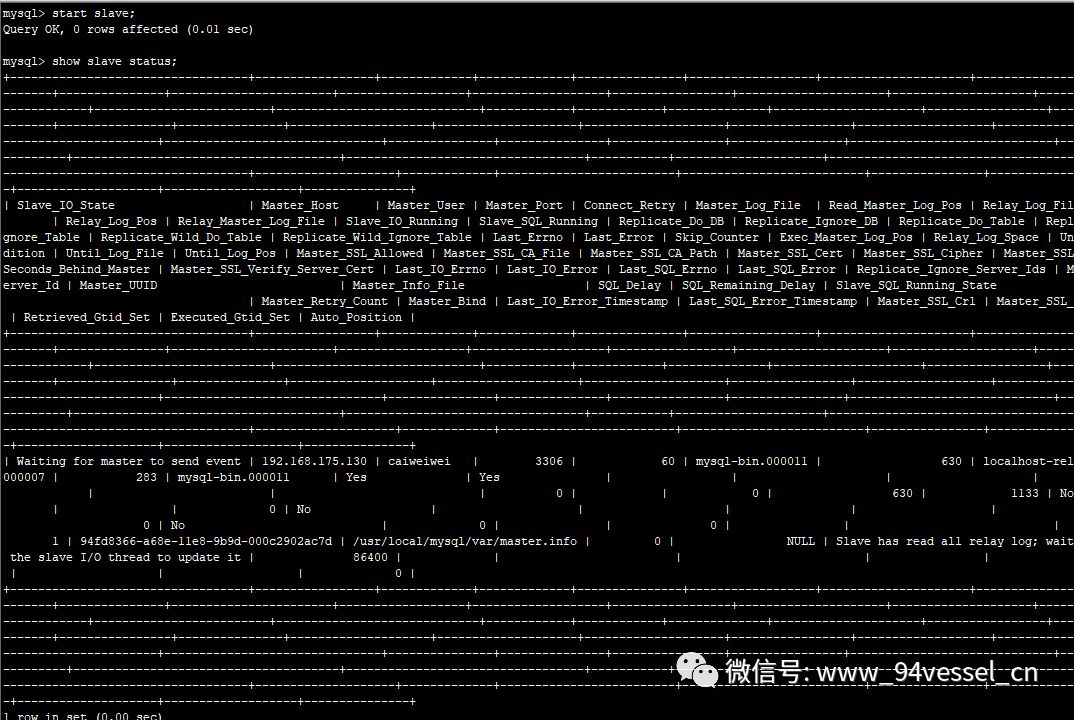 mysql> start slave;
Query OK, 0 rows affected (0.01 sec)
mysql> show slave status;
| Slave_IO_State | Master_Host | Master_User | Master_Port | Connect_Retry | Master_Log_File | Read_Master_Log_Pos | Relay_Log_Fil
| Relay_Log_Pos | Relay_Master_Log_File | Slave_IO_Running | Slave_SQL_Running | Replicate_Do_DB | Replicate_Ignore_DB | Replicate_Do_Table | Repl
gnore_Table | Replicate_Wild_Do_Table | Replicate_Wild_Ignore_Table | Last_Errno | Last_Error | Skip_Counter | Exec_Master_Log_Pos | Relay_Log_Space | Un
dition | Until_Log_File | Until_Log_Pos | Master_SSL_Allowed | Master_SSL_CA_File | Master_SSL_CA_Path | Master_SSL_Cert | Master_SSL_Cipher | Master_SSL
Seconds_Behind_Master | Master_SSL_Verify_Server_Cert | Last_IO_Errno | Last_IO_Error | Last_SQL_Errno | Last_SQL_Error | Replicate_Ignore_Server_Ids | M
erver_Id | Master_UUID | Master_Info_File | SQL_Delay | SQL_Remaining_Delay | Slave_SQL_Running_State
| Master_Retry_Count | Master_Bind | Last_IO_Error_Timestamp | Last_SQL_Error_Timestamp | Master_SSL_Crl | Master_SSL_
| Retrieved_Gtid_Set | Executed_Gtid_Set | Auto_Position |
| Waiting for master to send event | 192.168.175.130 | caiweiwei | 3306 | 60 | mysql-bin.000011 | 630 | localhost-rel
000007 | 283 | mysql-bin.000011 | Yes | Yes | | | |
| | | 0 | | 0 | 630 | 1133 | No
| | 0 | No | | | | |
0 | No | 0 | | 0 | | |
1 | 94fd8366-a68e-11e8-9b9d-000c2902ac7d | /usr/local/mysql/var/master.info | 0 | NULL | Slave has read all relay log; wait
the slave I/O thread to update it | 86400 | | | | |
| | | 0 |
1 row in set (0.00 sec)
微信号: www_94vessel_cn